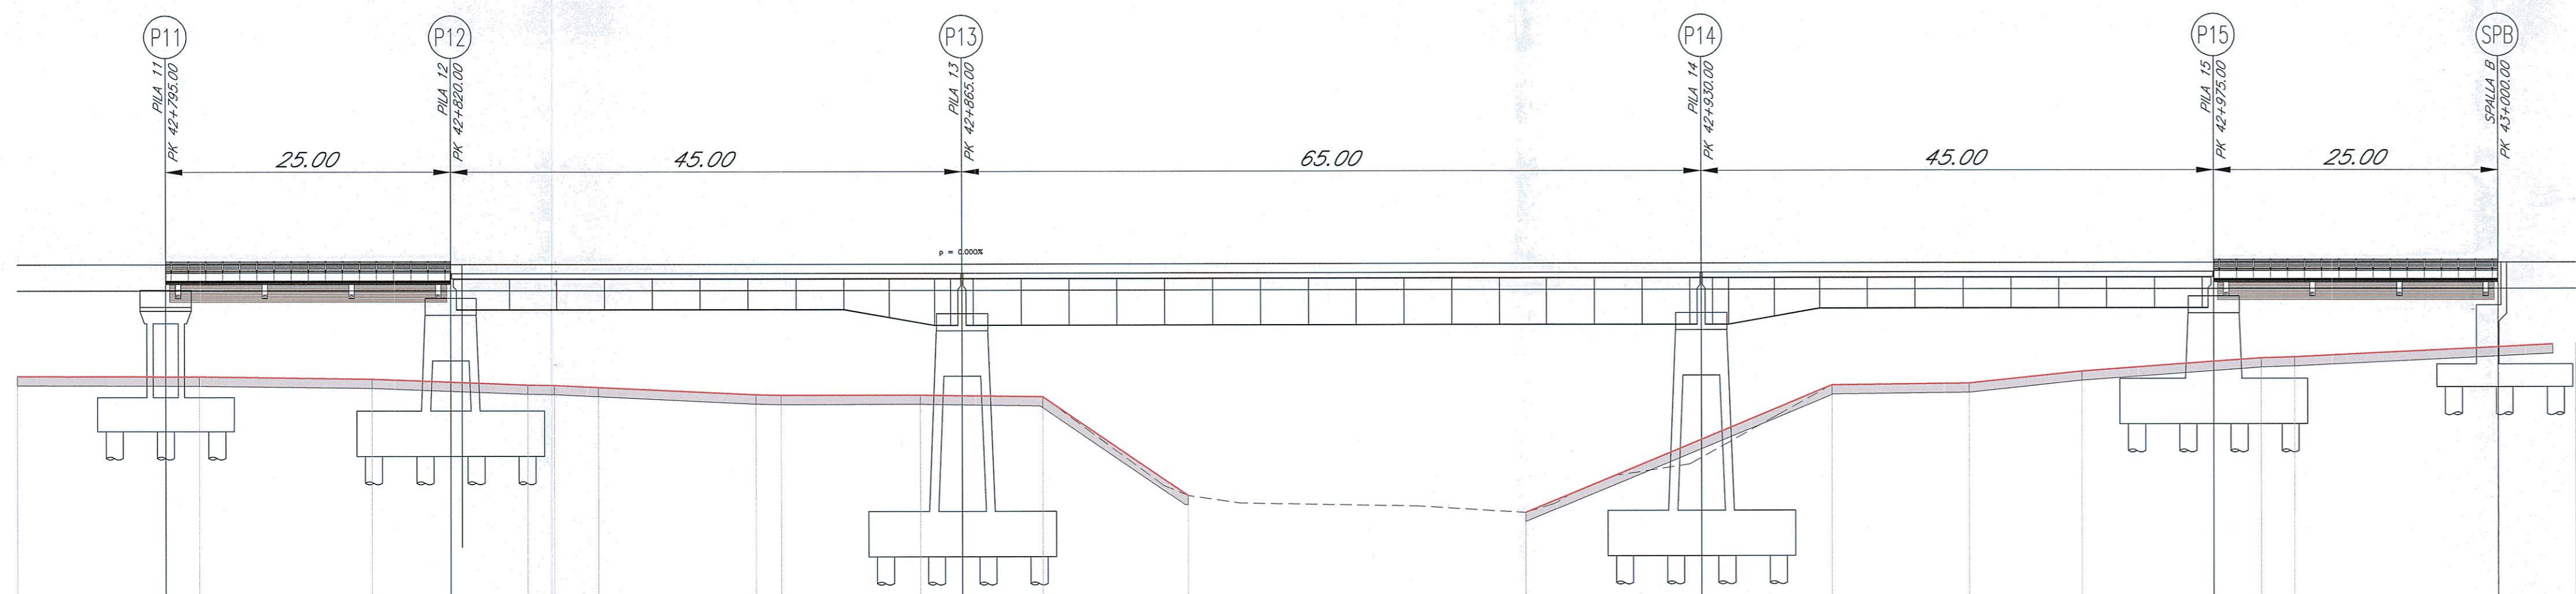 P11
P12
P13
P14
P15
SPB
PILA 11
PK 42+795.00
PILA 12
PK 42+820.00
PILA 13
PK 42+865.00
PILA 14
PK 42+930.00
PILA 15
PK 42+975.00
SPALLA B
PK 43+000.00
25.00
45.00
65.00
45.00
25.00
p = 0.000%